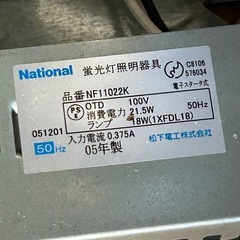 National 蛍光灯照明器具
C8106
576034
電子スタータ式
品番 NF11022K
PSE OTD 100V 50Hz
消費電力 21.5W
ランプ 18W(1XFDL18)
051201
入力電流 0.375A
50Hz 05年製 松下電工株式会社